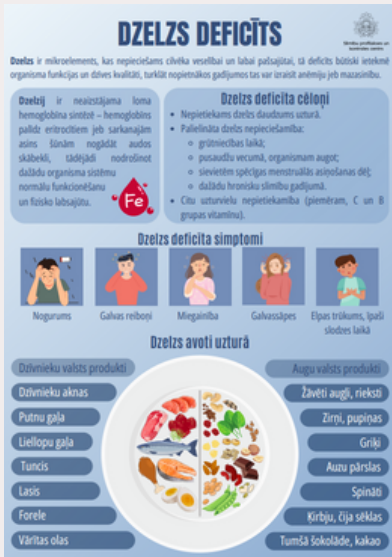 DZELZS DEFICĪTS
Slimību profilakses un
kontroles centrs
Dzelzs ir mikroelements, kas nepieciešams cilvēka veselībai un labai pašsajūtai, tā deficīts būtiski ietekmē
organisma funkcijas un dzīves kvalitāti, turklāt nopietnākos gadījumos tas var izraisīt anēmiju jeb mazasinību.
Dzelzij ir neaizstājama loma
hemoglobīna sintēzē – hemoglobīns
palīdz eritrocītiem jeb sarkanajām
asins šūnām nogādāt audos
skābekli, tādējādi nodrošinot
dažādu organisma sistēmu
normālu funkcionēšanu
un fizisko labsajūtu.
Fe
Dzelzs deficīta cēloņi
• Nepietiekams dzelzs daudzums uzturā.
• Palielināta dzelzs nepieciešamība:
◦ grūtniecības laikā;
◦ pusaudžu vecumā, organismam augot;
◦ sievietēm spēcīgas menstruālās asiņošanas dēļ;
◦ dažādu hronisku slimību gadījumā.
• Citu uzturvielu nepietiekamība (piemēram, C un B
grupas vitamīnu).
Dzelzs deficīta simptomi
Nogurums
Galvas reiboņi
Miegainība
Galvassāpes
Elpas trūkums, īpaši
slodzes laikā
Dzelzs avoti uzturā
Dzīvnieku valsts produkti
Dzīvnieku aknas
Putnu gaļa
Liellopu gaļa
Tuncis
Lasis
Forele
Vārītas olas
Augu valsts produkti
Žāvēti augļi, rieksti
Zirņi, pupiņas
Griķi
Auzu pārslas
Spināti
Ķirbju, čija sēklas
Tumšā šokolāde, kakao